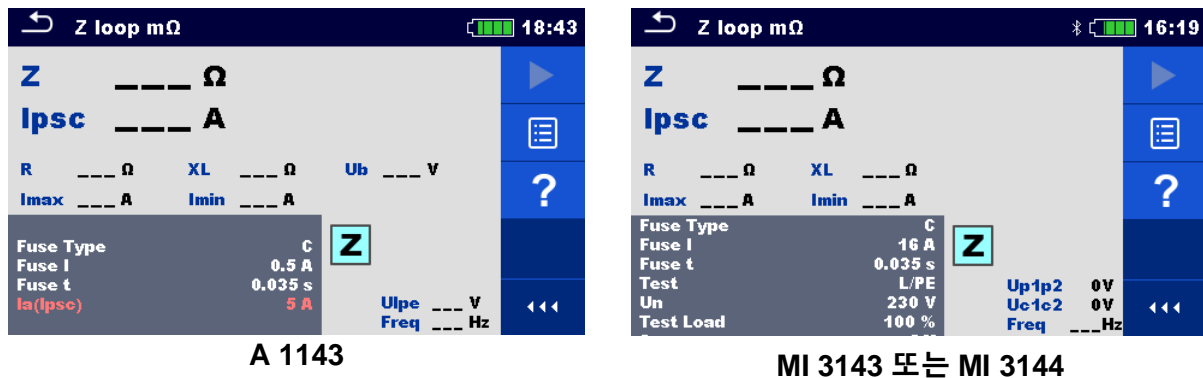 Z loop mΩ 18:43
Z ___ Ω
Ipsc ___ A
R ___ Ω XL ___ Ω Ub ___ V
Imax ___ A Imin ___ A
?
Fuse Type C
Fuse I 0.5 A
Fuse t 0.035 s
Ia(Ipsc) 5 A
Z
Ulpe ___ V
Freq ___ Hz
A 1143
Z loop mΩ 16:19
Z ___ Ω
Ipsc ___ A
R ___ Ω XL ___ Ω
Imax ___ A Imin ___ A
?
Fuse Type C
Fuse I 16 A
Fuse t 0.035 s
Test L/PE
Un 230 V
Test Load 100 %
Z
Up1p2 0V
Uc1c2 0V
Freq ___Hz
MI 3143 또는 MI 3144